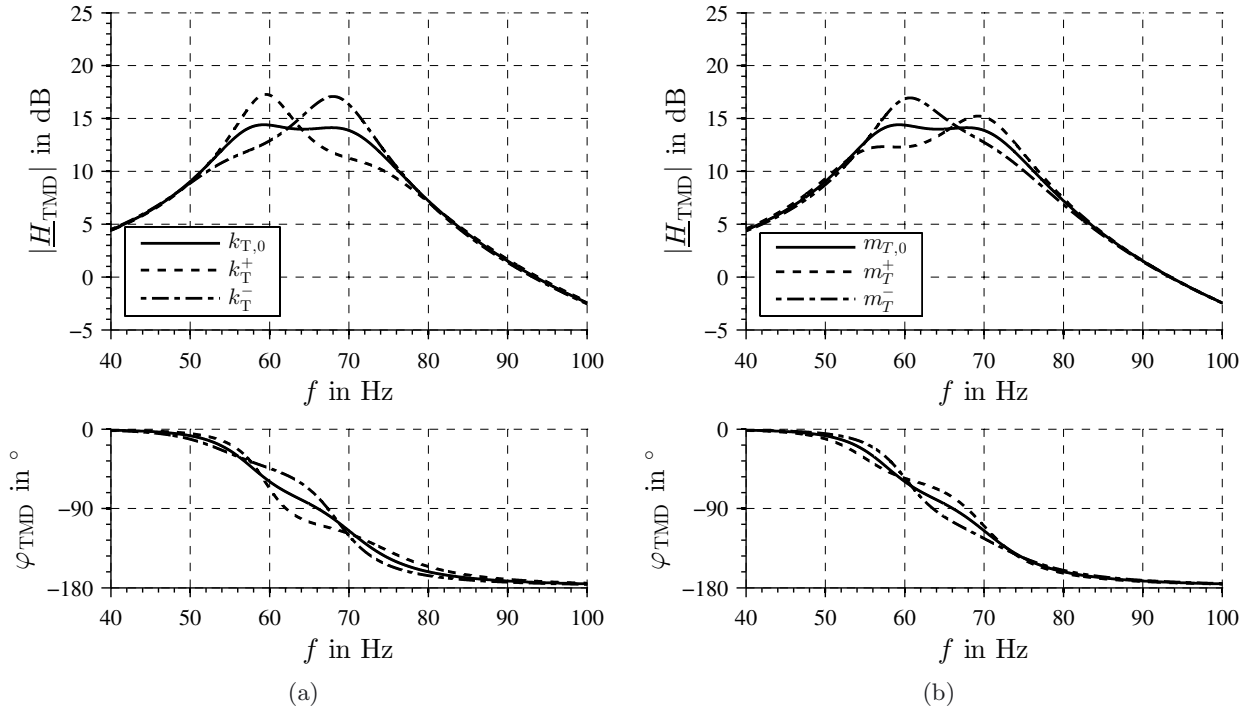 25
20
15
10
5
0
−5
|H_TMD| in dB
k_T,0
k_T^+
k_T^−
40 50 60 70 80 90 100
f in Hz
0
−90
−180
φ_TMD in °
40 50 60 70 80 90 100
f in Hz
(a)
25
20
15
10
5
0
−5
|H_TMD| in dB
m_T,0
m_T^+
m_T^−
40 50 60 70 80 90 100
f in Hz
0
−90
−180
φ_TMD in °
40 50 60 70 80 90 100
f in Hz
(b)